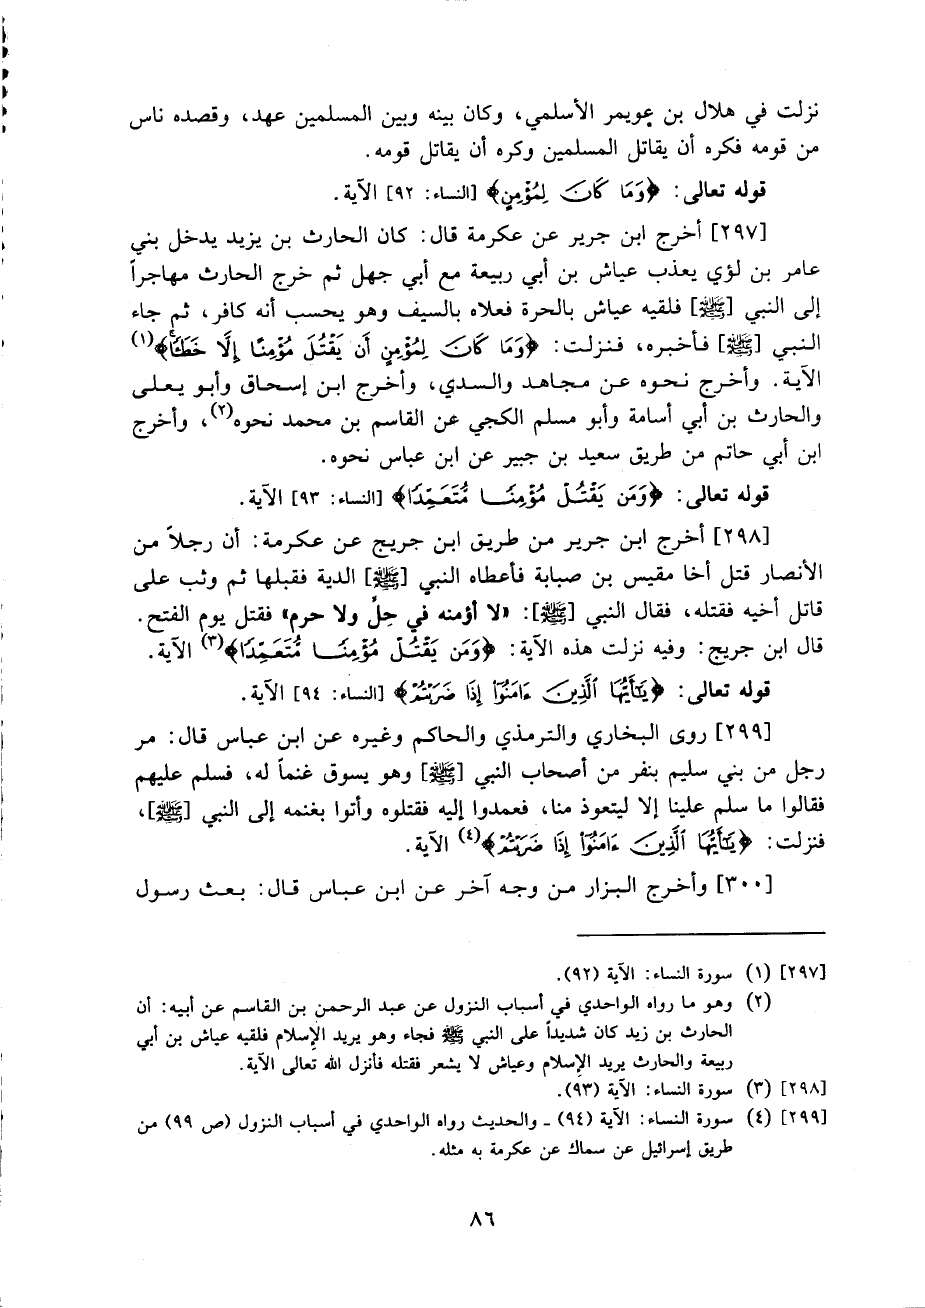 نزلت في هلال بن عويمر الأسلمي، وكان بينه وبين المسلمين عهد، وقصده ناس
من قومه فكره أن يقاتل المسلمين وكره أن يقاتل قومه.
قوله تعالى: ﴿وَمَا كَانَ لِمُؤْمِنٍ﴾ [النساء: ٩٢] الآية.
[٢٩٧] أخرج ابن جرير عن عكرمة قال: كان الحارث بن يزيد يدخل بني
عامر بن لؤي يعذب عياش بن أبي ربيعة مع أبي جهل ثم خرج الحارث مهاجراً
إلى النبي [ﷺ] فلقيه عياش بالحرة فعلاه بالسيف وهو يحسب أنه كافر، ثم جاء
النبي [ﷺ] فأخبره، فنزلت: ﴿وَمَا كَانَ لِمُؤْمِنٍ أَن يَقْتُلَ مُؤْمِنًا إِلَّا خَطَـًٔا﴾(١)
الآية. وأخرج نحوه عن مجاهد والسدي، وأخرج ابن إسحاق وأبو يعلى
والحارث بن أبي أسامة وأبو مسلم الكجي عن القاسم بن محمد نحوه(٢)، وأخرج
ابن أبي حاتم من طريق سعيد بن جبير عن ابن عباس نحوه.
قوله تعالى: ﴿وَمَن يَقْتُلْ مُؤْمِنًا مُّتَعَمِّدًا﴾ [النساء: ٩٣] الآية.
[٢٩٨] أخرج ابن جرير من طريق ابن جريج عن عكرمة: أن رجلاً من
الأنصار قتل أخا مقيس بن صبابة فأعطاه النبي [ﷺ] الدية فقبلها ثم وثب على
قاتل أخيه فقتله، فقال النبي [ﷺ]: «لا أؤمنه في حِلٍّ ولا حرم» فقتل يوم الفتح.
قال ابن جريج: وفيه نزلت هذه الآية: ﴿وَمَن يَقْتُلْ مُؤْمِنًا مُّتَعَمِّدًا﴾(٣) الآية.
قوله تعالى: ﴿يَـٰٓأَيُّهَا ٱلَّذِينَ ءَامَنُوٓا۟ إِذَا ضَرَبْتُمْ﴾ [النساء: ٩٤] الآية.
[٢٩٩] روى البخاري والترمذي والحاكم وغيره عن ابن عباس قال: مر
رجل من بني سليم بنفر من أصحاب النبي [ﷺ] وهو يسوق غنماً له، فسلم عليهم
فقالوا ما سلم علينا إلا ليتعوذ منا، فعمدوا إليه فقتلوه وأتوا بغنمه إلى النبي [ﷺ]،
فنزلت: ﴿يَـٰٓأَيُّهَا ٱلَّذِينَ ءَامَنُوٓا۟ إِذَا ضَرَبْتُمْ﴾(٤) الآية.
[٣٠٠] وأخرج البزار من وجه آخر عن ابن عباس قال: بعث رسول
[٢٩٧] (١) سورة النساء: الآية (٩٢).
(٢) وهو ما رواه الواحدي في أسباب النزول عن عبد الرحمن بن القاسم عن أبيه: أن
الحارث بن زيد كان شديداً على النبي ﷺ فجاء وهو يريد الإسلام فلقيه عياش بن أبي
ربيعة والحارث يريد الإسلام وعياش لا يشعر فقتله فأنزل الله تعالى الآية.
[٢٩٨] (٣) سورة النساء: الآية (٩٣).
[٢٩٩] (٤) سورة النساء: الآية (٩٤) ـ والحديث رواه الواحدي في أسباب النزول (ص ٩٩) من
طريق إسرائيل عن سماك عن عكرمة به مثله.
٨٦